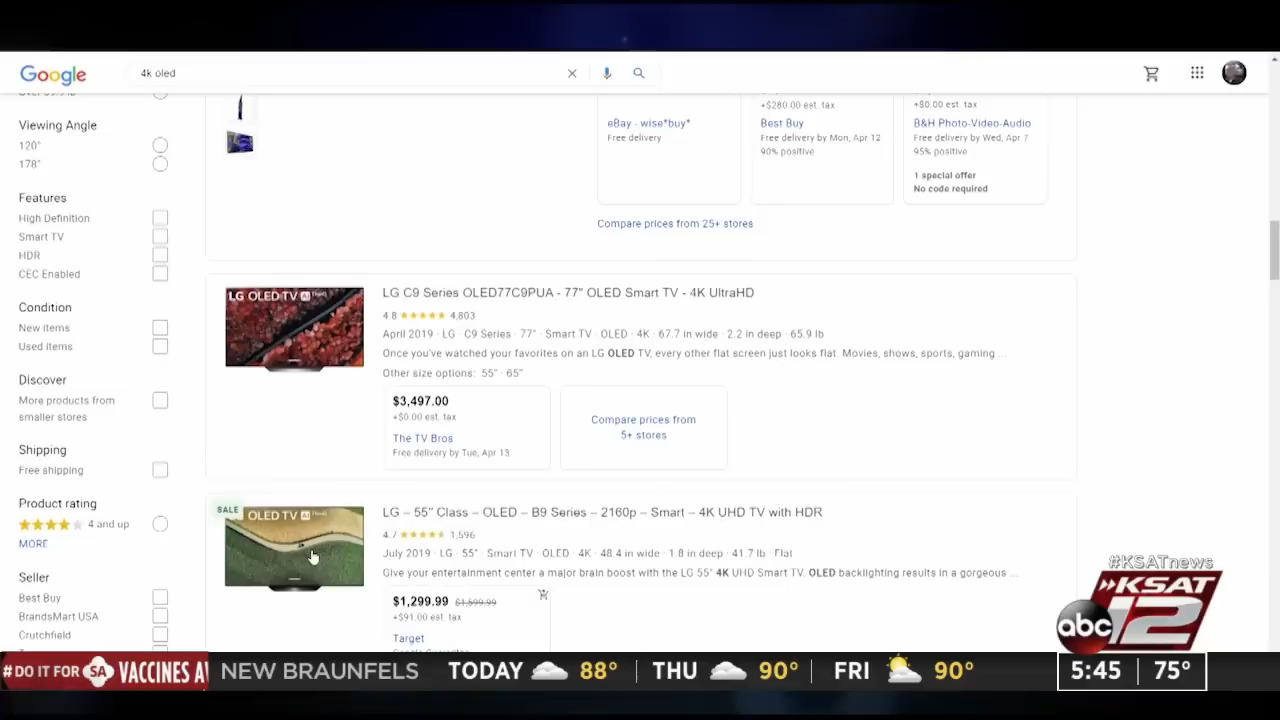 Google
4k oled
Viewing Angle
120°
178°
Features
High Definition
Smart TV
HDR
CEC Enabled
Condition
New items
Used items
Discover
More products from
smaller stores
Shipping
Free shipping
Product rating
4 and up
MORE
Seller
Best Buy
BrandsMart USA
Crutchfield
eBay - wise*buy*
Free delivery
+$280.00 est. tax
Best Buy
Free delivery by Mon, Apr 12
90% positive
+$0.00 est. tax
B&H Photo-Video-Audio
Free delivery by Wed, Apr 7
95% positive
1 special offer
No code required
Compare prices from 25+ stores
LG OLED TV AI ThinQ
LG C9 Series OLED77C9PUA - 77" OLED Smart TV - 4K UltraHD
4.8 ★★★★★ 4,803
April 2019 · LG · C9 Series · 77" · Smart TV · OLED · 4K · 67.7 in wide · 2.2 in deep · 65.9 lb
Once you've watched your favorites on an LG OLED TV, every other flat screen just looks flat. Movies, shows, sports, gaming ...
Other size options: 55" · 65"
$3,497.00
+$0.00 est. tax
The TV Bros
Free delivery by Tue, Apr 13
Compare prices from
5+ stores
SALE
OLED TV AI ThinQ
LG – 55" Class – OLED – B9 Series – 2160p – Smart – 4K UHD TV with HDR
4.7 ★★★★★ 1,596
July 2019 · LG · 55" · Smart TV · OLED · 4K · 48.4 in wide · 1.8 in deep · 41.7 lb · Flat
Give your entertainment center a major brain boost with the LG 55" 4K UHD Smart TV. OLED backlighting results in a gorgeous ...
$1,299.99 $1,599.99
+$91.00 est. tax
Target
#KSATnews
KSAT
abc 12
#DO IT FOR SA VACCINES AV
NEW BRAUNFELS TODAY 88° THU 90° FRI 90°
5:45 75°